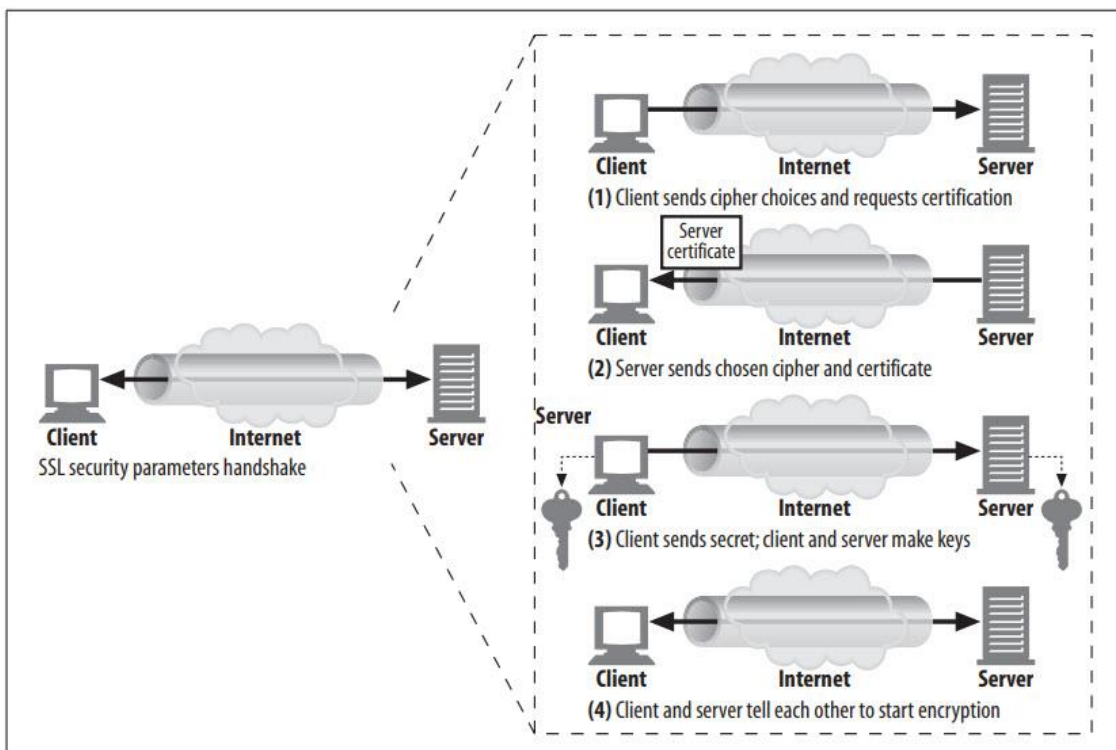 Client
Internet
Server
SSL security parameters handshake
Client
Internet
Server
(1) Client sends cipher choices and requests certification
Server
certificate
Client
Internet
Server
(2) Server sends chosen cipher and certificate
Server
Client
Internet
Server
(3) Client sends secret; client and server make keys
Client
Internet
Server
(4) Client and server tell each other to start encryption